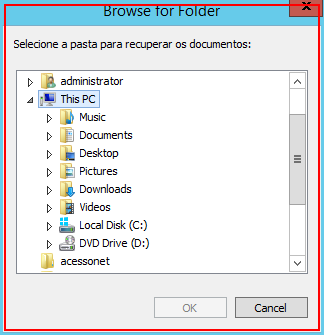 Browse for Folder
x
Selecione a pasta para recuperar os documentos:
administrator
This PC
Music
Documents
Desktop
Pictures
Downloads
Videos
Local Disk (C:)
DVD Drive (D:)
acessonet
OK
Cancel